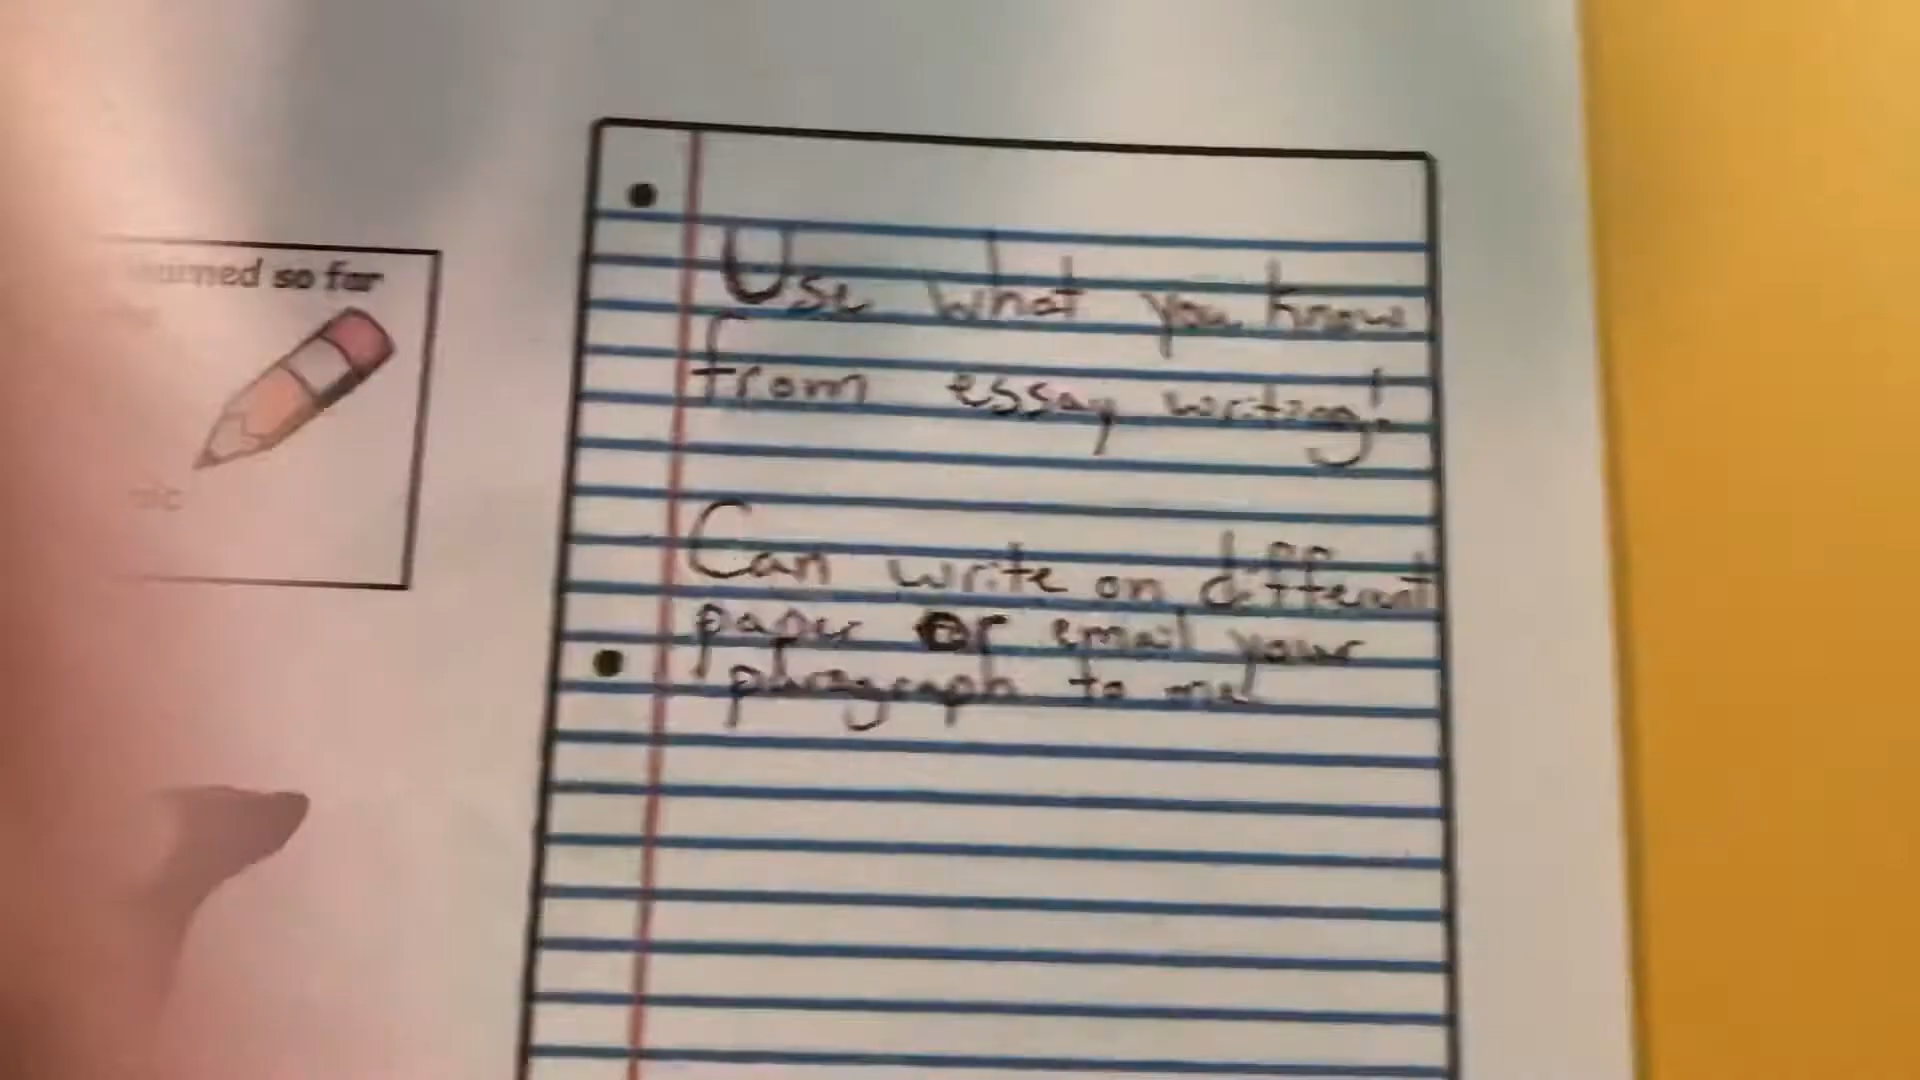 so far
Use what you know
from essay writing!
Can write on different
paper or email your
paragraph to me!